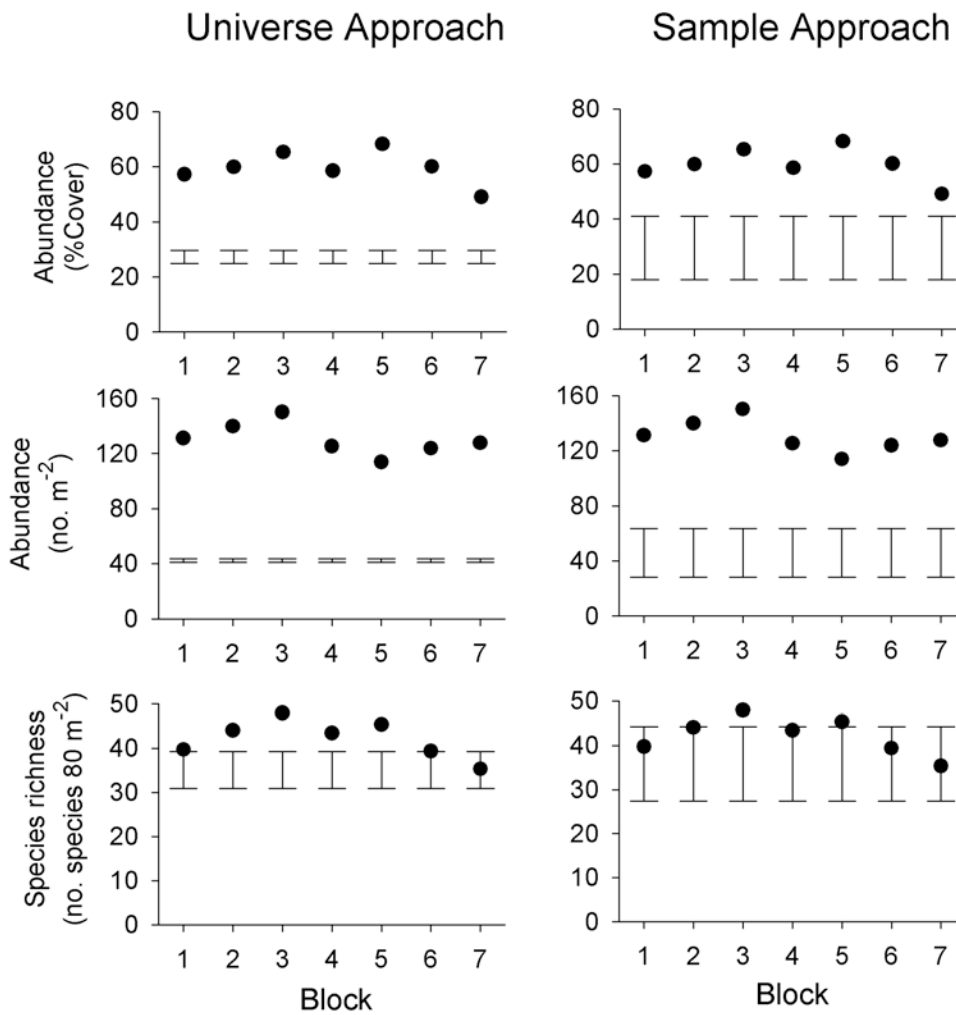 Universe Approach
Sample Approach
Abundance
(%Cover)
80
60
40
20
0
1 2 3 4 5 6 7
80
60
40
20
0
1 2 3 4 5 6 7
Abundance
(no. m-2)
160
120
80
40
0
1 2 3 4 5 6 7
160
120
80
40
0
1 2 3 4 5 6 7
Species richness
(no. species 80 m-2)
50
40
30
20
10
0
1 2 3 4 5 6 7
Block
50
40
30
20
10
0
1 2 3 4 5 6 7
Block